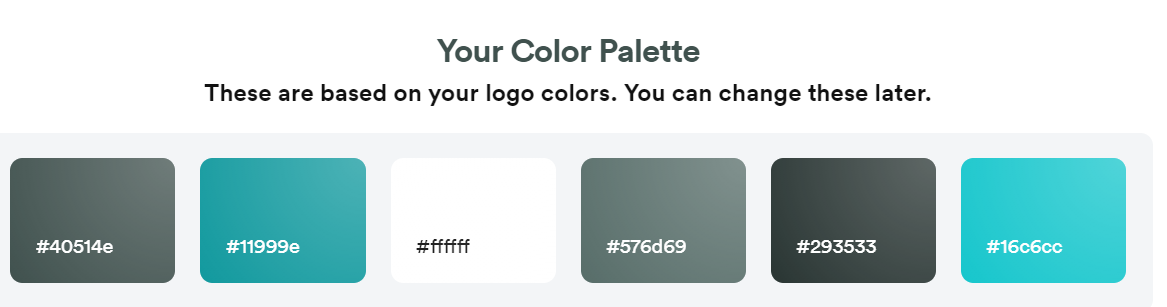 Your Color Palette
These are based on your logo colors. You can change these later.
#40514e #11999e #ffffff #576d69 #293533 #16c6cc